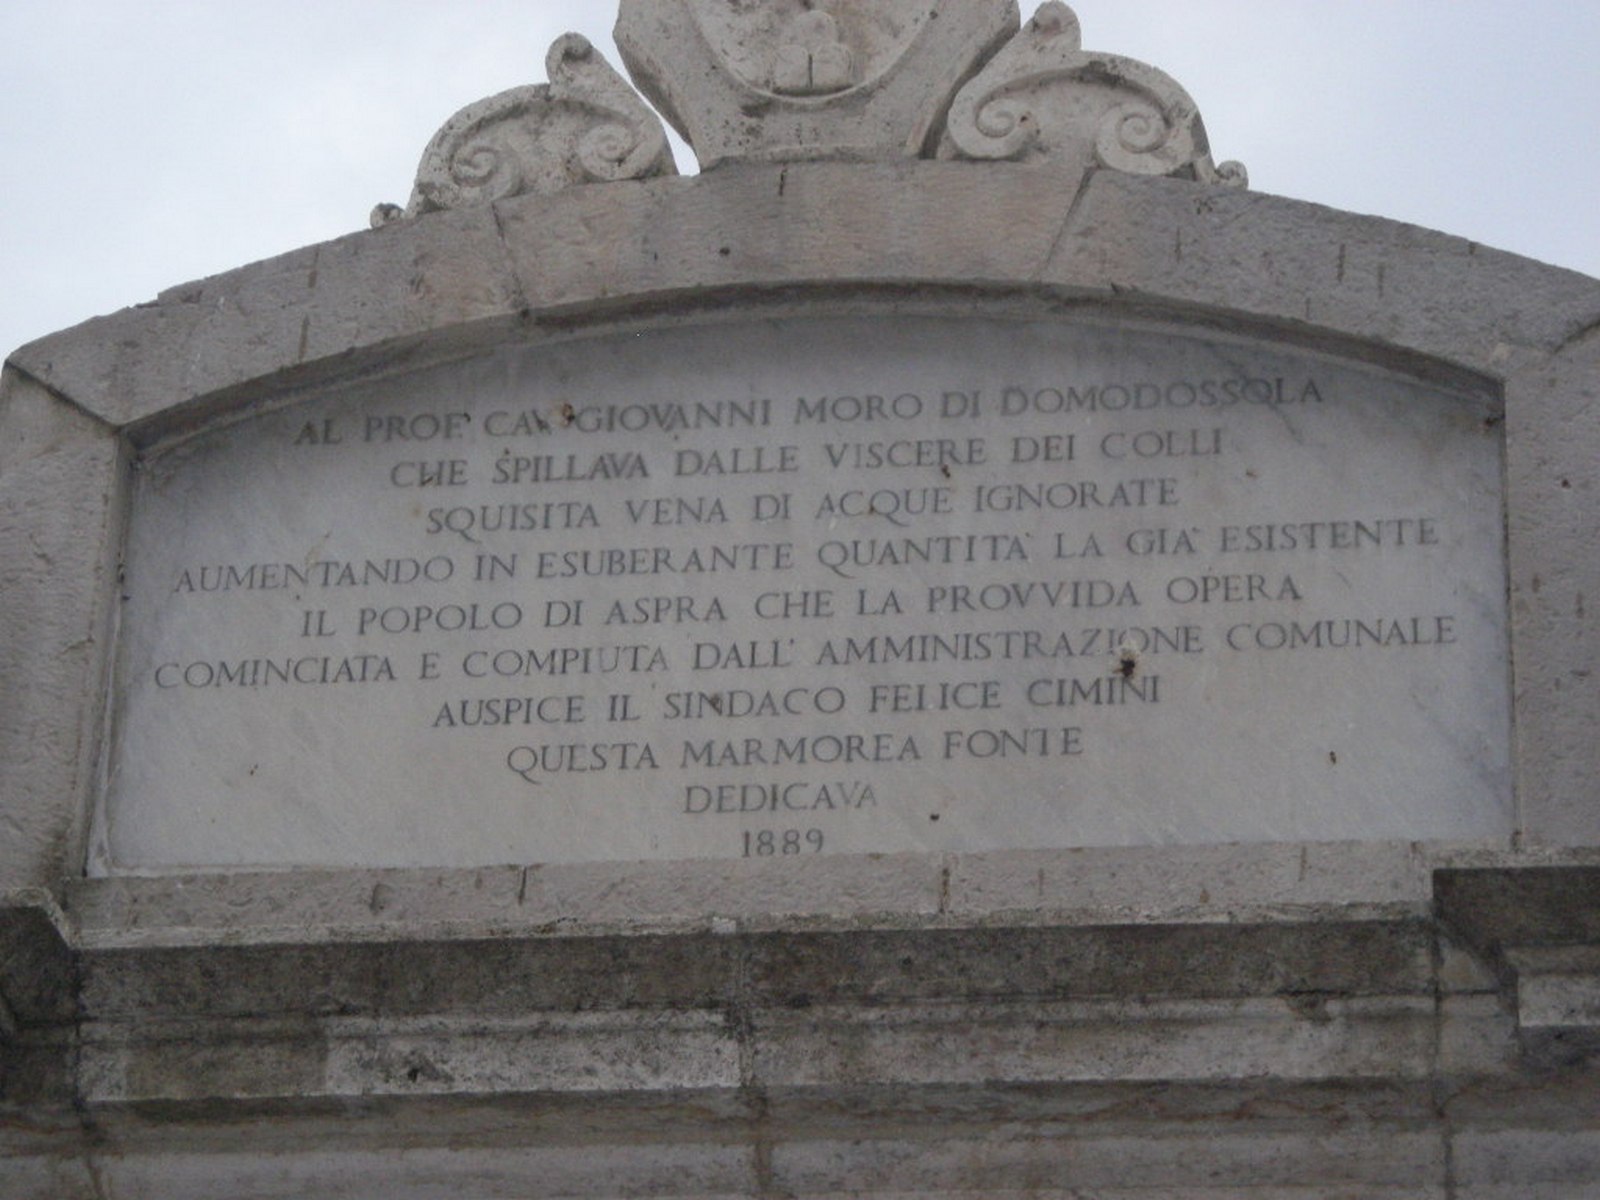 AL PROF. CAV. GIOVANNI MORO DI DOMODOSSOLA
CHE SPILLAVA DALLE VISCERE DEI COLLI
SQUISITA VENA DI ACQUE IGNORATE
AUMENTANDO IN ESUBERANTE QUANTITA' LA GIA' ESISTENTE
IL POPOLO DI ASPRA CHE LA PROVVIDA OPERA
COMINCIATA E COMPIUTA DALL' AMMINISTRAZIONE COMUNALE
AUSPICE IL SINDACO FELICE CIMINI
QUESTA MARMOREA FONTE
DEDICAVA
1889